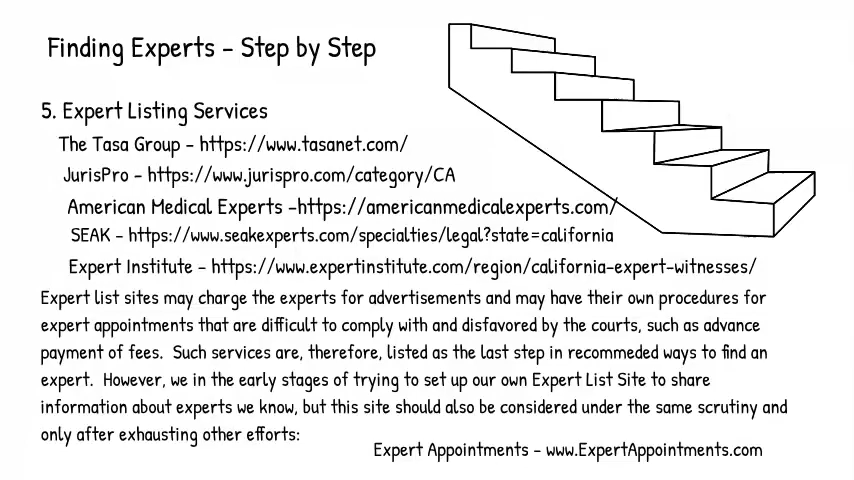 Finding Experts - Step by Step
5. Expert Listing Services
The Tasa Group - https://www.tasanet.com/
JurisPro - https://www.jurispro.com/category/CA
American Medical Experts -https://americanmedicalexperts.com/
SEAK - https://www.seakexperts.com/specialties/legal?state=california
Expert Institute - https://www.expertinstitute.com/region/california-expert-witnesses/
Expert list sites may charge the experts for advertisements and may have their own procedures for
expert appointments that are difficult to comply with and disfavored by the courts, such as advance
payment of fees.  Such services are, therefore, listed as the last step in recommeded ways to find an
expert.  However, we in the early stages of trying to set up our own Expert List Site to share
information about experts we know, but this site should also be considered under the same scrutiny and
only after exhausting other efforts:
Expert Appointments - www.ExpertAppointments.com